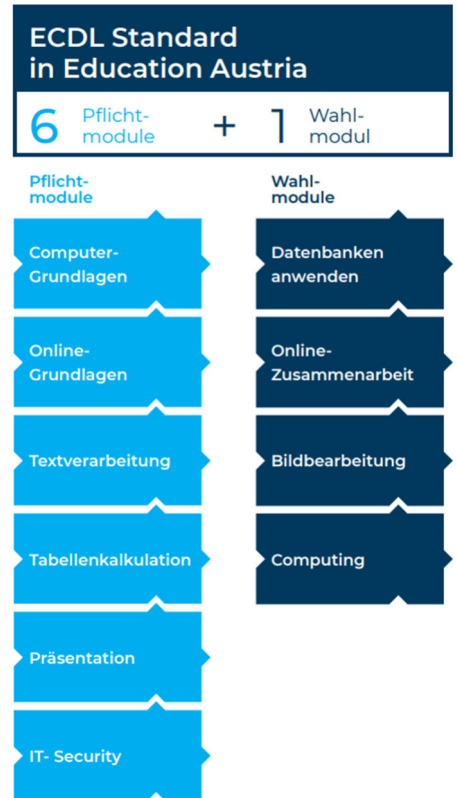 ECDL Standard
in Education Austria
6 Pflicht-
module
+
1 Wahl-
modul
Pflicht-
module
Computer-
Grundlagen
Online-
Grundlagen
Textverarbeitung
Tabellenkalkulation
Präsentation
IT- Security
Wahl-
module
Datenbanken
anwenden
Online-
Zusammenarbeit
Bildbearbeitung
Computing